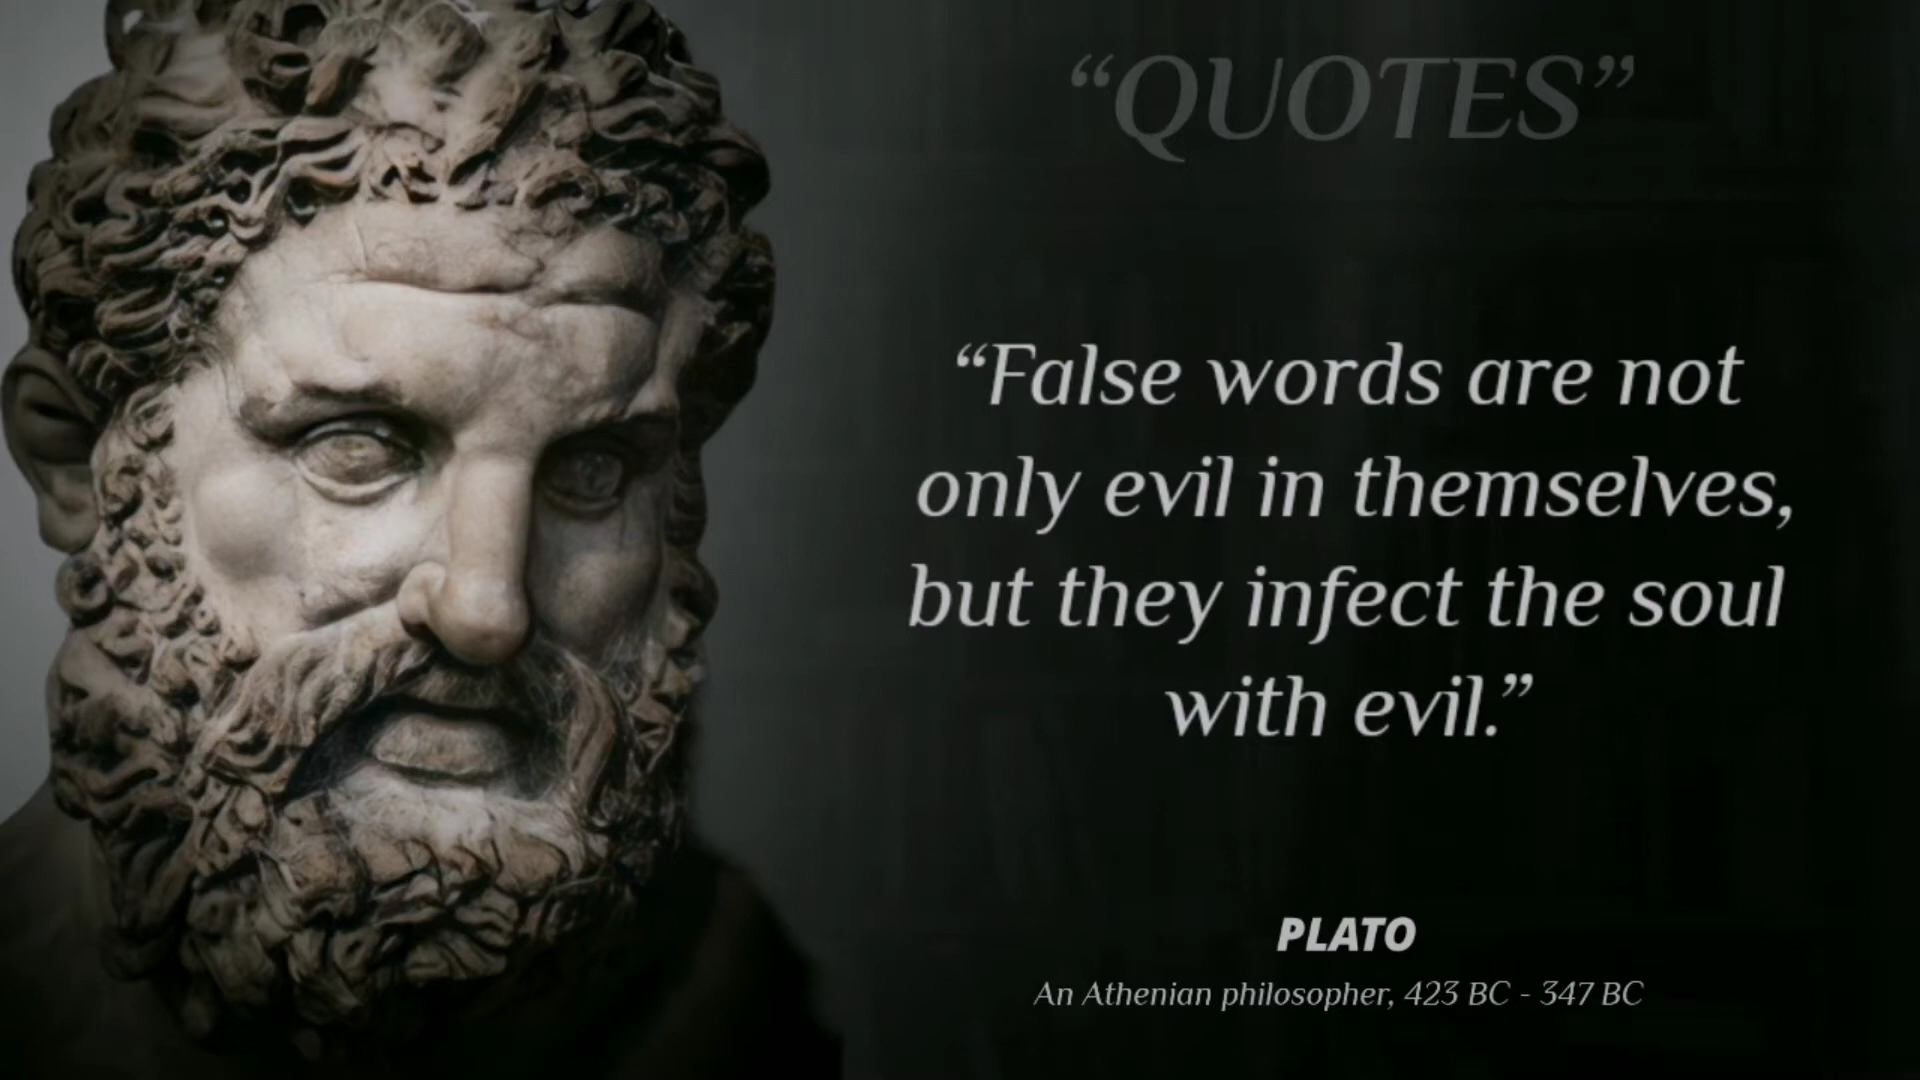 “QUOTES”
“False words are not
only evil in themselves,
but they infect the soul
with evil.”
PLATO
An Athenian philosopher, 423 BC - 347 BC